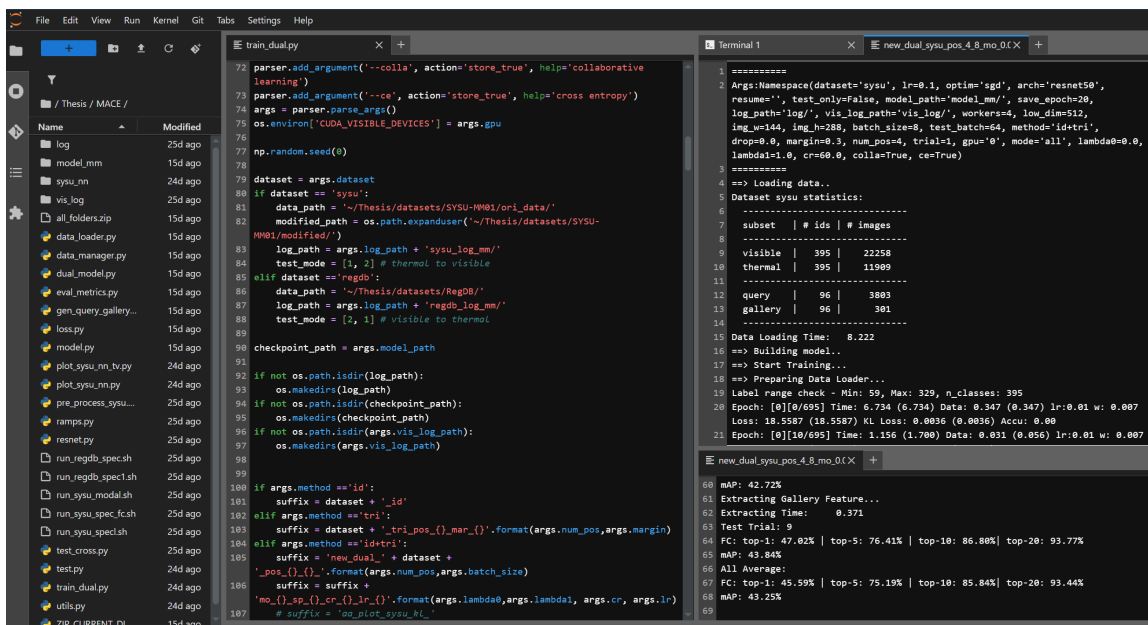 File Edit View Run Kernel Git Tabs Settings Help
+
/ Thesis / MACE /
Name Modified
log 25d ago
model_mm 15d ago
sysu_nn 24d ago
vis_log 25d ago
all_folders.zip 15d ago
data_loader.py 15d ago
data_manager.py 15d ago
dual_model.py 15d ago
eval_metrics.py 15d ago
gen_query_gallery... 15d ago
loss.py 15d ago
model.py 15d ago
plot_sysu_nn_tv.py 24d ago
plot_sysu_nn.py 24d ago
pre_process_sysu.... 25d ago
ramps.py 25d ago
resnet.py 25d ago
run_regdb_spec.sh 25d ago
run_regdb_spec1.sh 25d ago
run_sysu_modal.sh 25d ago
run_sysu_spec_fc.sh 25d ago
run_sysu_specl.sh 25d ago
test_cross.py 25d ago
test.py 24d ago
train_dual.py 15d ago
utils.py 24d ago
ZIP_CURRENT_DI... 15d ago
train_dual.py × +
72 parser.add_argument('--colla', action='store_true', help='collaborative
learning')
73 parser.add_argument('--ce', action='store_true', help='cross entropy')
74 args = parser.parse_args()
75 os.environ['CUDA_VISIBLE_DEVICES'] = args.gpu
76
77 np.random.seed(0)
78
79 dataset = args.dataset
80 if dataset == 'sysu':
81 data_path = '~/Thesis/datasets/SYSU-MM01/ori_data/'
82 modified_path = os.path.expanduser('~/Thesis/datasets/SYSU-
MM01/modified/')
83 log_path = args.log_path + 'sysu_log_mm/'
84 test_mode = [1, 2] # thermal to visible
85 elif dataset =='regdb':
86 data_path = '~/Thesis/datasets/RegDB/'
87 log_path = args.log_path + 'regdb_log_mm/'
88 test_mode = [2, 1] # visible to thermal
89
90 checkpoint_path = args.model_path
91
92 if not os.path.isdir(log_path):
93 os.makedirs(log_path)
94 if not os.path.isdir(checkpoint_path):
95 os.makedirs(checkpoint_path)
96 if not os.path.isdir(args.vis_log_path):
97 os.makedirs(args.vis_log_path)
98
99
100 if args.method =='id':
101 suffix = dataset + '_id'
102 elif args.method =='tri':
103 suffix = dataset + '_tri_pos_{}_mar_{}'.format(args.num_pos,args.margin)
104 elif args.method =='id+tri':
105 suffix = 'new_dual_' + dataset +
'_pos_{}_{}_'.format(args.num_pos,args.batch_size)
106 suffix = suffix +
'mo_{}_sp_{}_cr_{}_lr_{}'.format(args.lambda0,args.lambda1, args.cr, args.lr)
107 # suffix = 'aa_plot_sysu_kl_'
Terminal 1 × new_dual_sysu_pos_4_8_mo_0.( × +
1 ==========
2 Args:Namespace(dataset='sysu', lr=0.1, optim='sgd', arch='resnet50',
resume='', test_only=False, model_path='model_mm/', save_epoch=20,
log_path='log/', vis_log_path='vis_log/', workers=4, low_dim=512,
img_w=144, img_h=288, batch_size=8, test_batch=64, method='id+tri',
drop=0.0, margin=0.3, num_pos=4, trial=1, gpu='0', mode='all', lambda0=0.0,
lambda1=1.0, cr=60.0, colla=True, ce=True)
3 ==========
4 ==> Loading data..
5 Dataset sysu statistics:
6 ------------------------------
7 subset | # ids | # images
8 ------------------------------
9 visible | 395 | 22258
10 thermal | 395 | 11909
11 ------------------------------
12 query | 96 | 3803
13 gallery | 96 | 301
14 ------------------------------
15 Data Loading Time: 8.222
16 ==> Building model..
17 ==> Start Training...
18 ==> Preparing Data Loader...
19 Label range check - Min: 59, Max: 329, n_classes: 395
20 Epoch: [0][0/695] Time: 6.734 (6.734) Data: 0.347 (0.347) lr:0.01 w: 0.007
Loss: 18.5587 (18.5587) KL Loss: 0.0036 (0.0036) Accu: 0.00
21 Epoch: [0][10/695] Time: 1.156 (1.700) Data: 0.031 (0.056) lr:0.01 w: 0.007
new_dual_sysu_pos_4_8_mo_0.( × +
60 mAP: 42.72%
61 Extracting Gallery Feature...
62 Extracting Time: 0.371
63 Test Trial: 9
64 FC: top-1: 47.02% | top-5: 76.41% | top-10: 86.80%| top-20: 93.77%
65 mAP: 43.84%
66 All Average:
67 FC: top-1: 45.59% | top-5: 75.19% | top-10: 85.84%| top-20: 93.44%
68 mAP: 43.25%
69